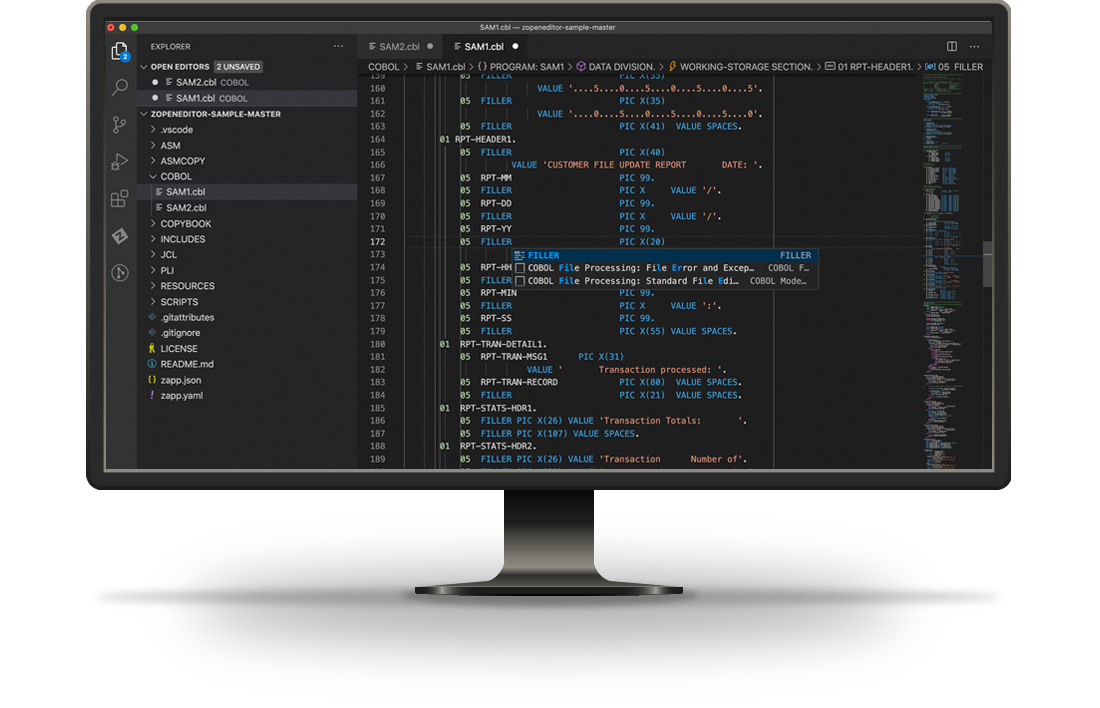 SAM1.cbl — zopeneditor-sample-master
EXPLORER
OPEN EDITORS 2 UNSAVED
SAM2.cbl COBOL
SAM1.cbl COBOL
ZOPENEDITOR-SAMPLE-MASTER
.vscode
ASM
ASMCOPY
COBOL
SAM1.cbl
SAM2.cbl
COPYBOOK
INCLUDES
JCL
PLI
RESOURCES
SCRIPTS
.gitattributes
.gitignore
LICENSE
README.md
zapp.json
zapp.yaml
2
SAM2.cbl
SAM1.cbl
COBOL > SAM1.cbl > {} PROGRAM: SAM1 > DATA DIVISION. > WORKING-STORAGE SECTION. > 01 RPT-HEADER1. > 05 FILLER
159 05 FILLER PIC X(35)
160 VALUE '....5....0....5....0....5....0....5'.
161 05 FILLER PIC X(35)
162 VALUE '....0....5....0....5....0....5....0'.
163 05 FILLER PIC X(41) VALUE SPACES.
164 01 RPT-HEADER1.
165 05 FILLER PIC X(40)
166 VALUE 'CUSTOMER FILE UPDATE REPORT DATE: '.
167 05 RPT-MM PIC 99.
168 05 FILLER PIC X VALUE '/'.
169 05 RPT-DD PIC 99.
170 05 FILLER PIC X VALUE '/'.
171 05 RPT-YY PIC 99.
172 05 FILLER PIC X(20)
173 FILLER FILLER
174 05 RPT-HH COBOL File Processing: File Error and Excep… COBOL F…
175 05 FILLER COBOL File Processing: Standard File Edi… COBOL Mode…
176 05 RPT-MIN PIC 99.
177 05 FILLER PIC X VALUE ':'.
178 05 RPT-SS PIC 99.
179 05 FILLER PIC X(55) VALUE SPACES.
180 01 RPT-TRAN-DETAIL1.
181 05 RPT-TRAN-MSG1 PIC X(31)
182 VALUE ' Transaction processed: '.
183 05 RPT-TRAN-RECORD PIC X(80) VALUE SPACES.
184 05 FILLER PIC X(21) VALUE SPACES.
185 01 RPT-STATS-HDR1.
186 05 FILLER PIC X(26) VALUE 'Transaction Totals: '.
187 05 FILLER PIC X(107) VALUE SPACES.
188 01 RPT-STATS-HDR2.
189 05 FILLER PIC X(26) VALUE 'Transaction Number of'.